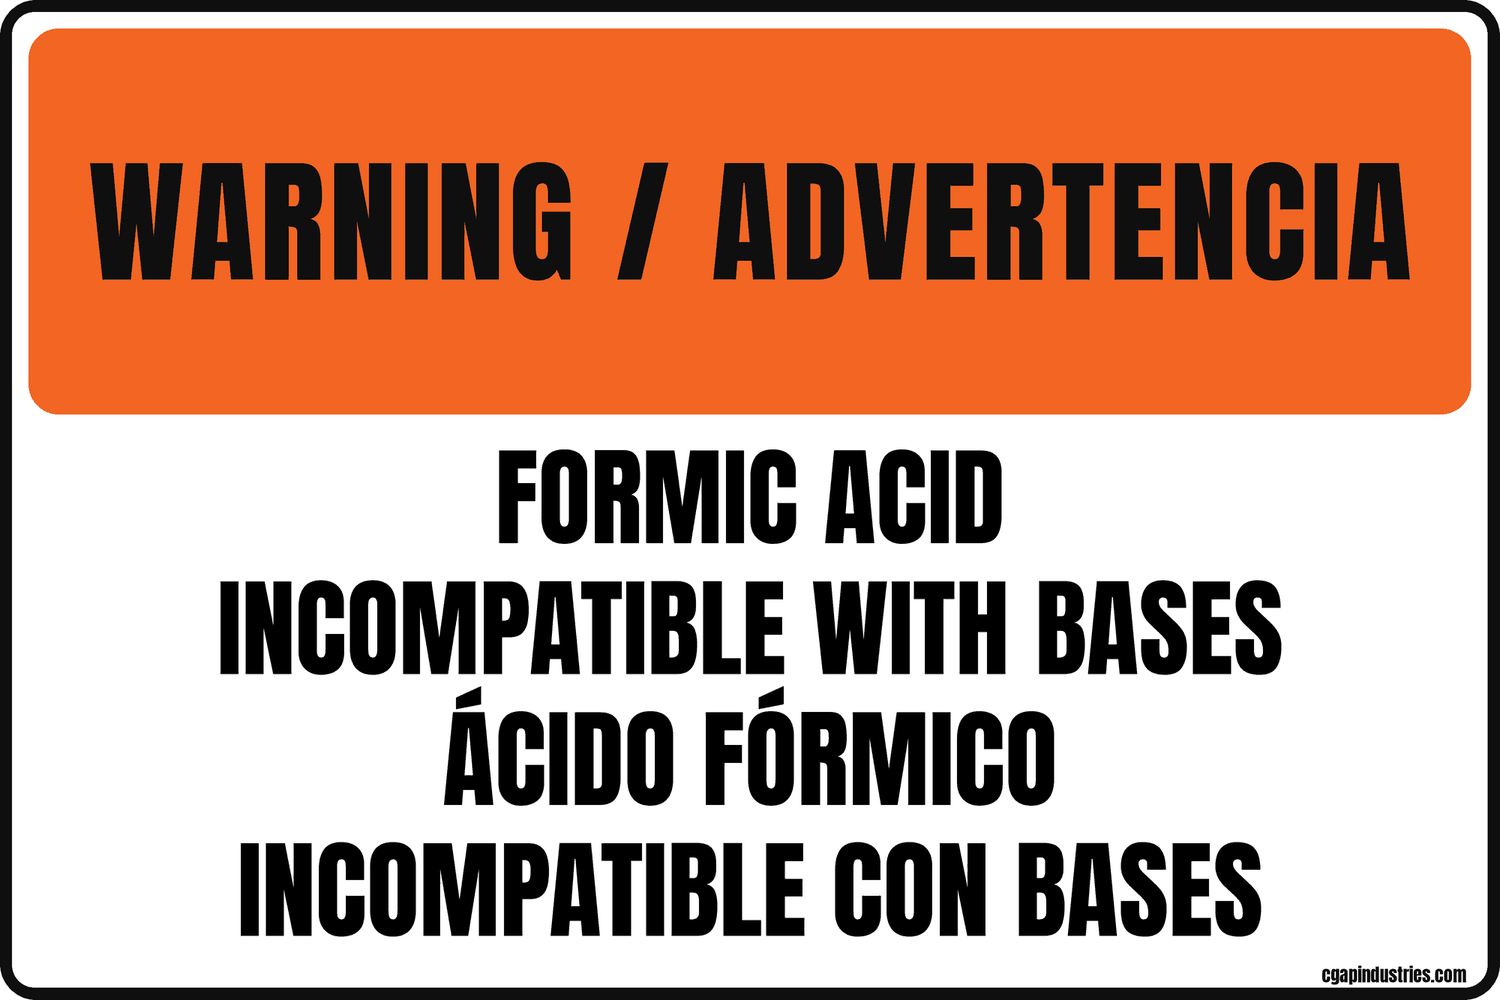 WARNING / ADVERTENCIA
FORMIC ACID
INCOMPATIBLE WITH BASES
ÁCIDO FÓRMICO
INCOMPATIBLE CON BASES
cgapindustries.com